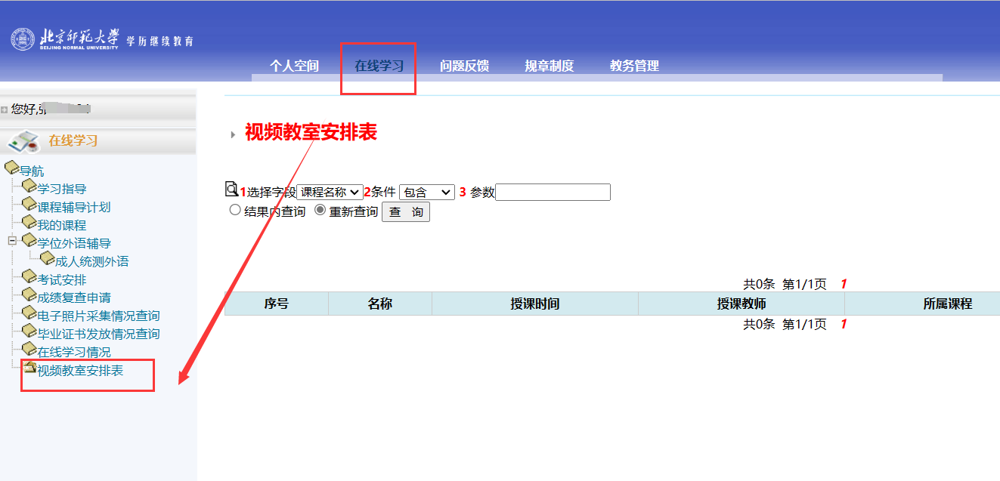 北京师范大学 学历继续教育
BEIJING NORMAL UNIVERSITY
个人空间 在线学习 问题反馈 规章制度 教务管理
您好,
在线学习
导航
学习指导
课程辅导计划
我的课程
学位外语辅导
成人统测外语
考试安排
成绩复查申请
电子照片采集情况查询
毕业证书发放情况查询
在线学习情况
视频教室安排表
视频教室安排表
1选择字段 课程名称 2条件 包含 3 参数
结果内查询 重新查询 查 询
共0条 第1/1页 1
序号 名称 授课时间 授课教师 所属课程
共0条 第1/1页 1